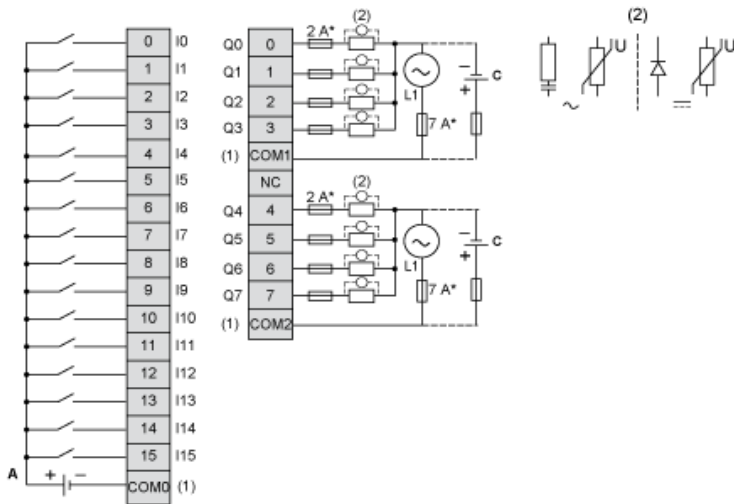 0 I0
1 I1
2 I2
3 I3
4 I4
5 I5
6 I6
7 I7
8 I8
9 I9
10 I10
11 I11
12 I12
13 I13
14 I14
15 I15
A + − COM0 (1)
(2)
Q0 0 2 A*
Q1 1
Q2 2
Q3 3
L1
− + C
7 A*
(1) COM1
NC
(2)
Q4 4 2 A*
Q5 5
Q6 6
Q7 7
L1
− + C
7 A*
(1) COM2
(2)
U U
~